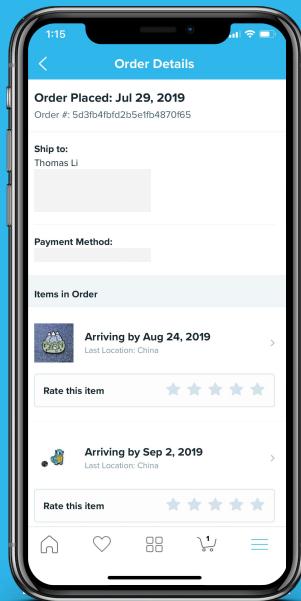 1:15
Order Details
Order Placed: Jul 29, 2019
Order #: 5d3fb4fbfd2b5e1fb4870f65
Ship to:
Thomas Li
Payment Method:
Items in Order
Arriving by Aug 24, 2019
Last Location: China
Rate this item
Arriving by Sep 2, 2019
Last Location: China
Rate this item
1